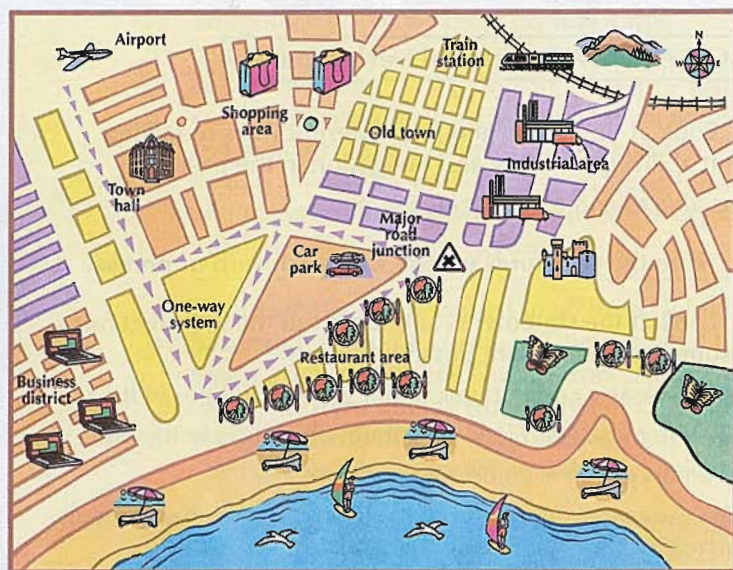 Airport
Train
station
N
W
E
S
Shopping
area
Old town
Industrial area
Town
hall
Major
road
junction
Car
park
One-way
system
Restaurant area
Business
district